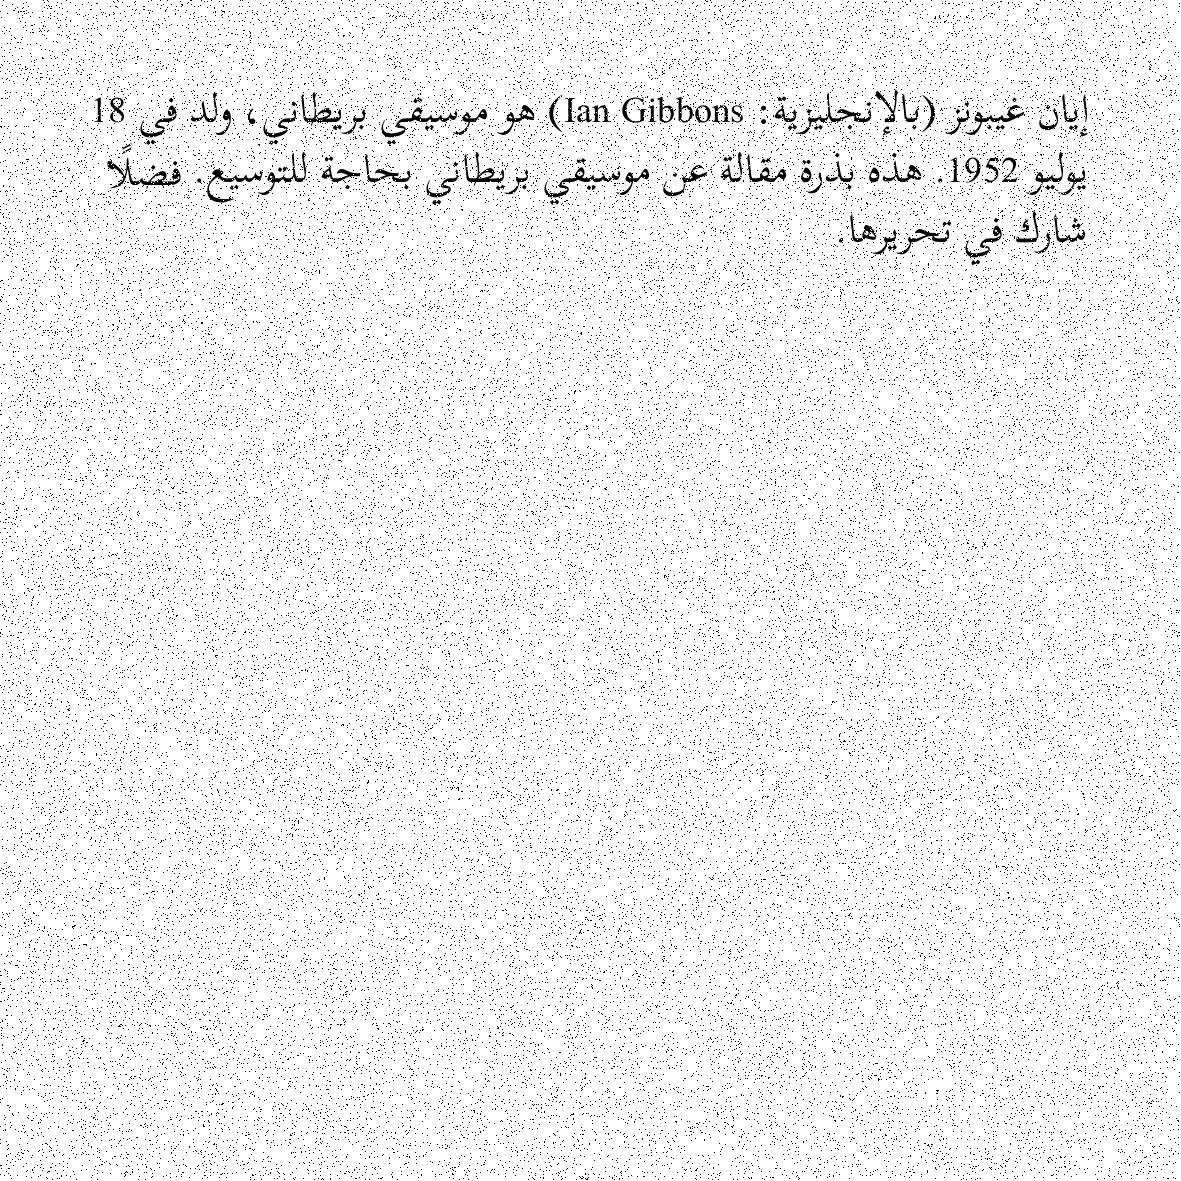 إيان غيبونز (بالإنجليزية: Ian Gibbons) هو موسيقي بريطاني، ولد في 18
يوليو 1952. هذه بذرة مقالة عن موسيقي بريطاني بحاجة للتوسيع. فضلًا
شارك في تحريرها.